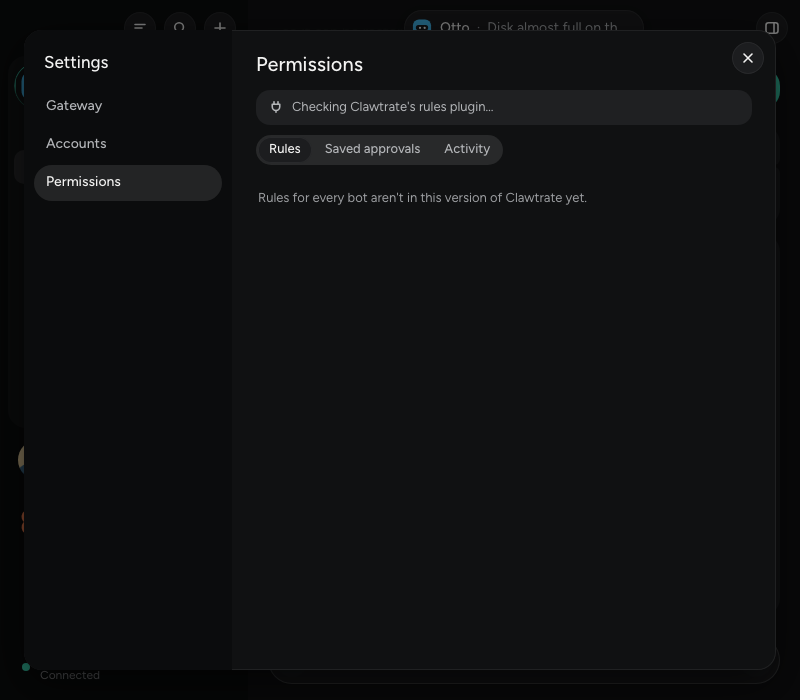 Otto · Disk almost full on th
Settings
Gateway
Accounts
Permissions
Permissions
Checking Clawtrate's rules plugin...
Rules
Saved approvals
Activity
Rules for every bot aren't in this version of Clawtrate yet.
Connected